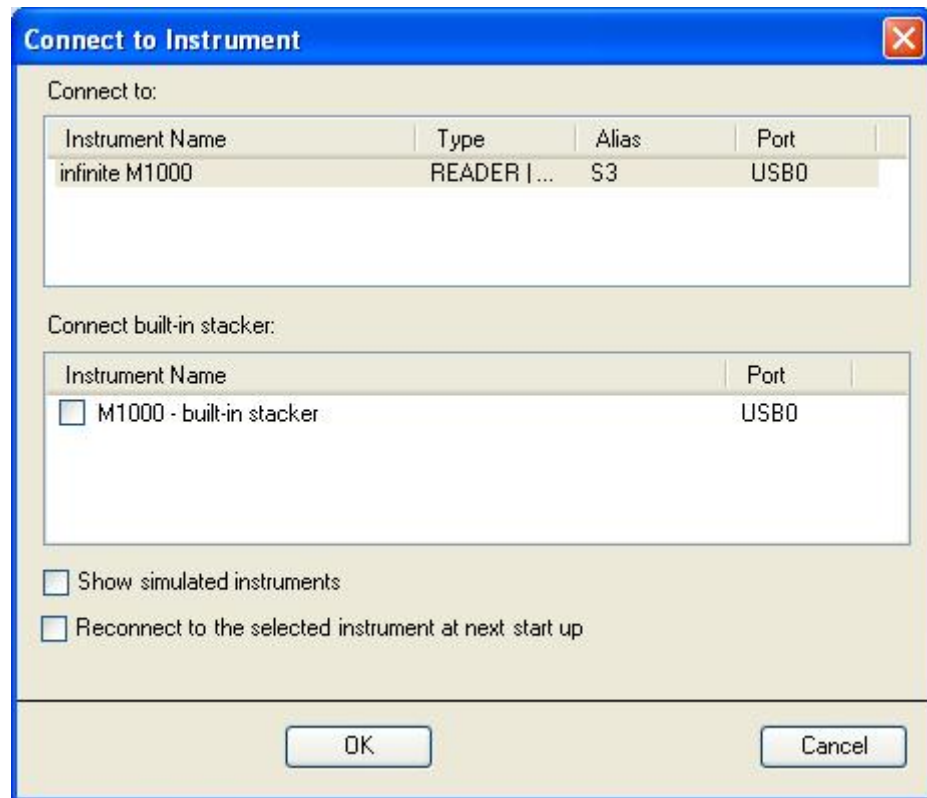 Connect to Instrument
Connect to:
Instrument Name Type Alias Port
infinite M1000 READER |... S3 USB0
Connect built-in stacker:
Instrument Name Port
M1000 - built-in stacker USB0
Show simulated instruments
Reconnect to the selected instrument at next start up
OK Cancel